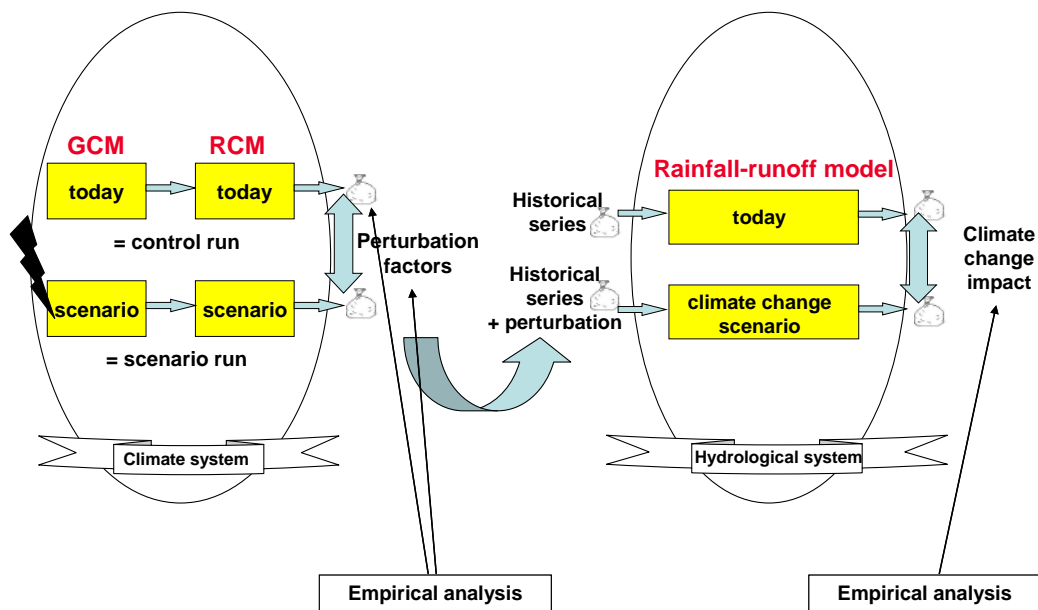 GCM
RCM
today
today
= control run
scenario
scenario
= scenario run
Perturbation
factors
Climate system
Historical
series
Historical
series
+ perturbation
Rainfall-runoff model
today
climate change
scenario
Climate
change
impact
Hydrological system
Empirical analysis
Empirical analysis